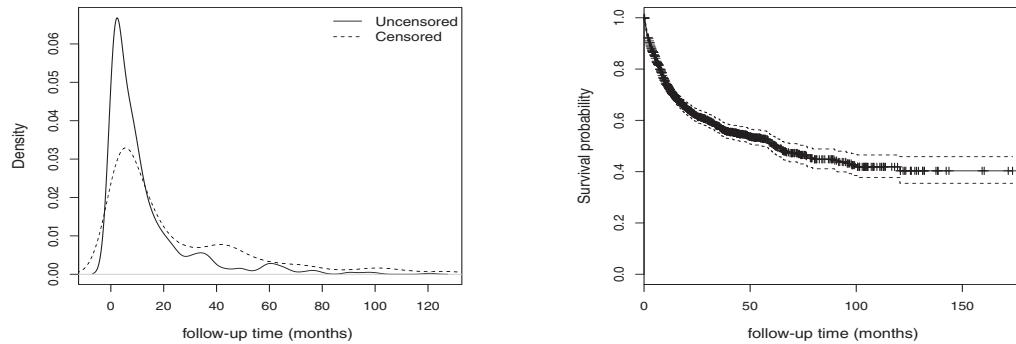 Density
0.00
0.01
0.02
0.03
0.04
0.05
0.06
Uncensored
Censored
0 20 40 60 80 100 120
follow-up time (months)
Survival probability
0.0
0.2
0.4
0.6
0.8
1.0
0 50 100 150
follow-up time (months)